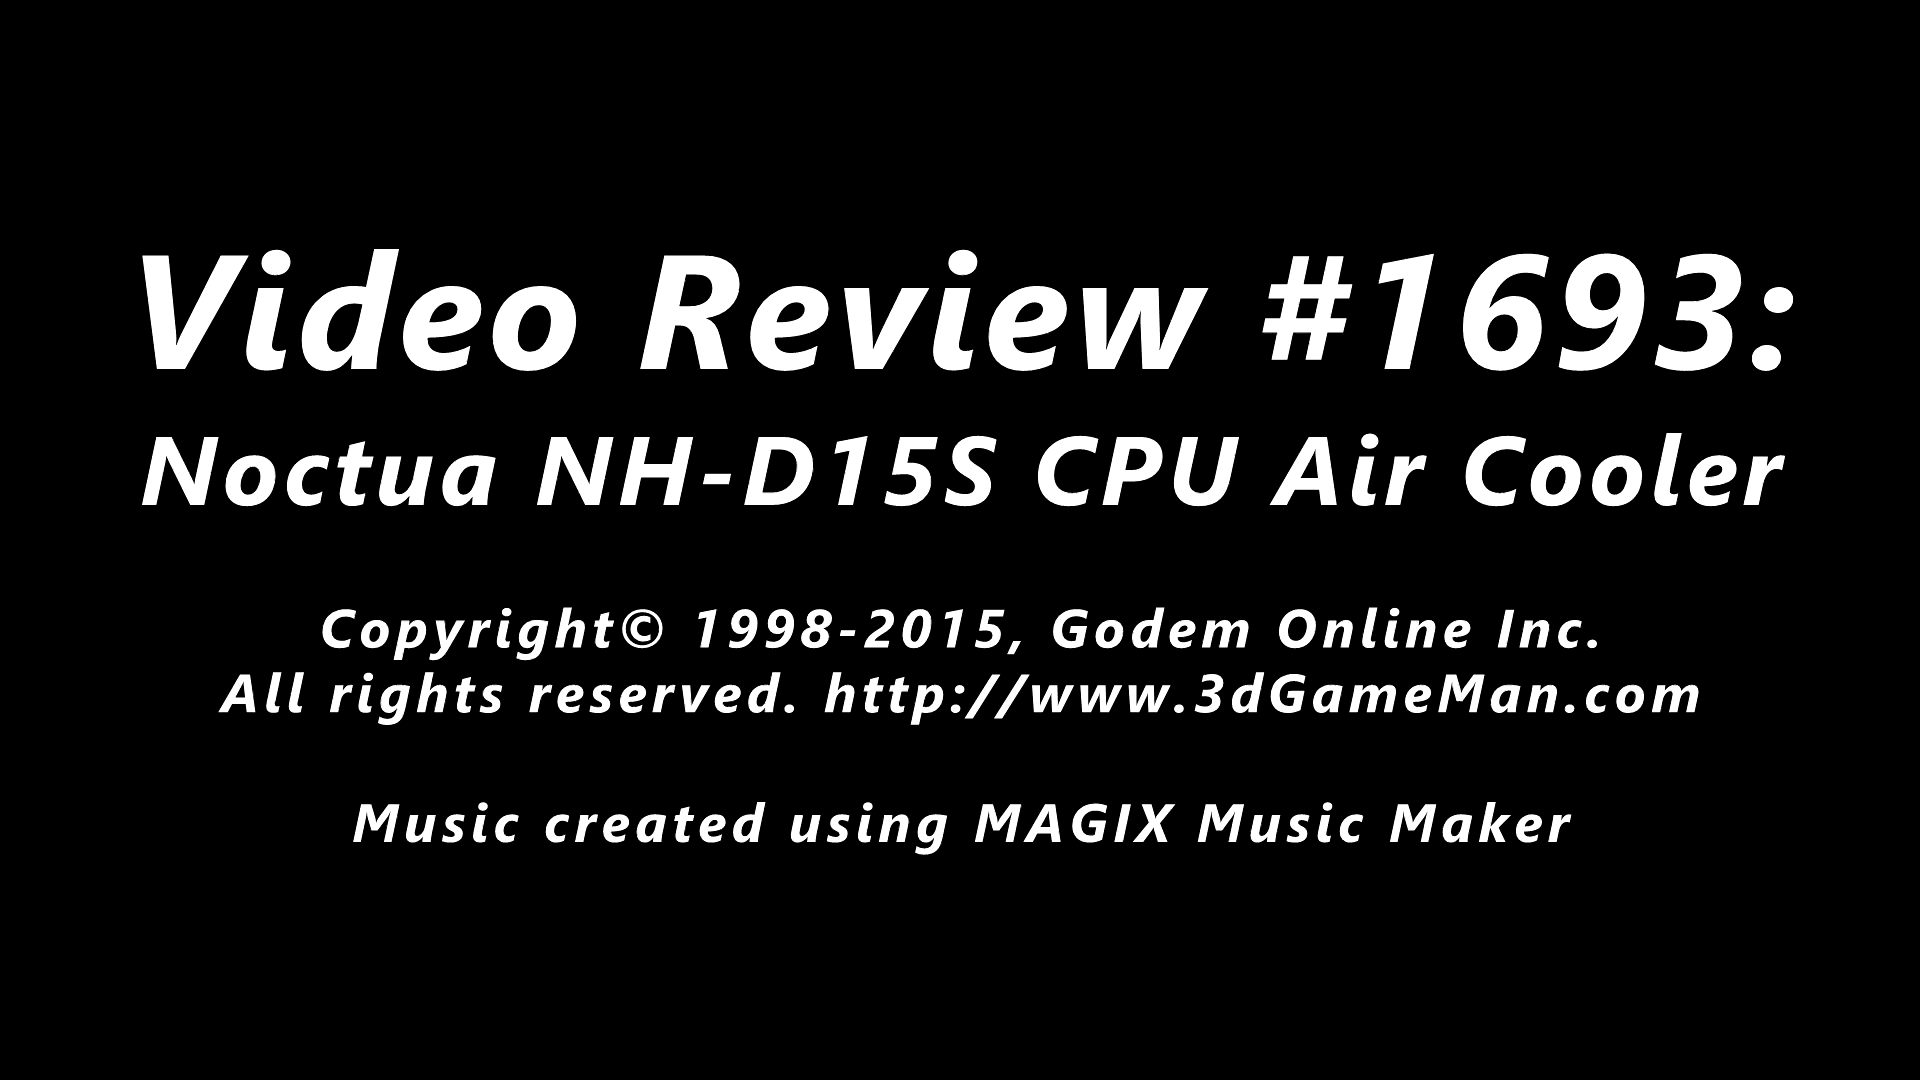 Video Review #1693:
Noctua NH-D15S CPU Air Cooler
Copyright© 1998-2015, Godem Online Inc.
All rights reserved. http://www.3dGameMan.com
Music created using MAGIX Music Maker